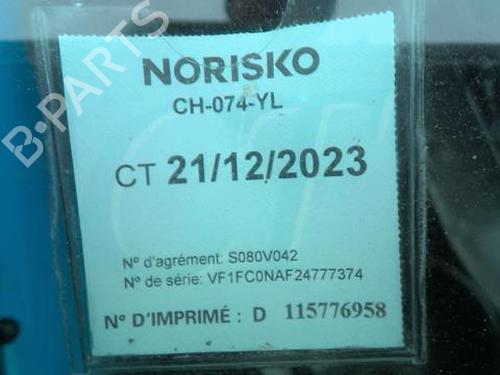 NORISKO
CH-074-YL
CT 21/12/2023
N° d'agrément: S080V042
N° de série: VF1FC0NAF24777374
N° D'IMPRIMÉ : D 115776958
B-PARTS